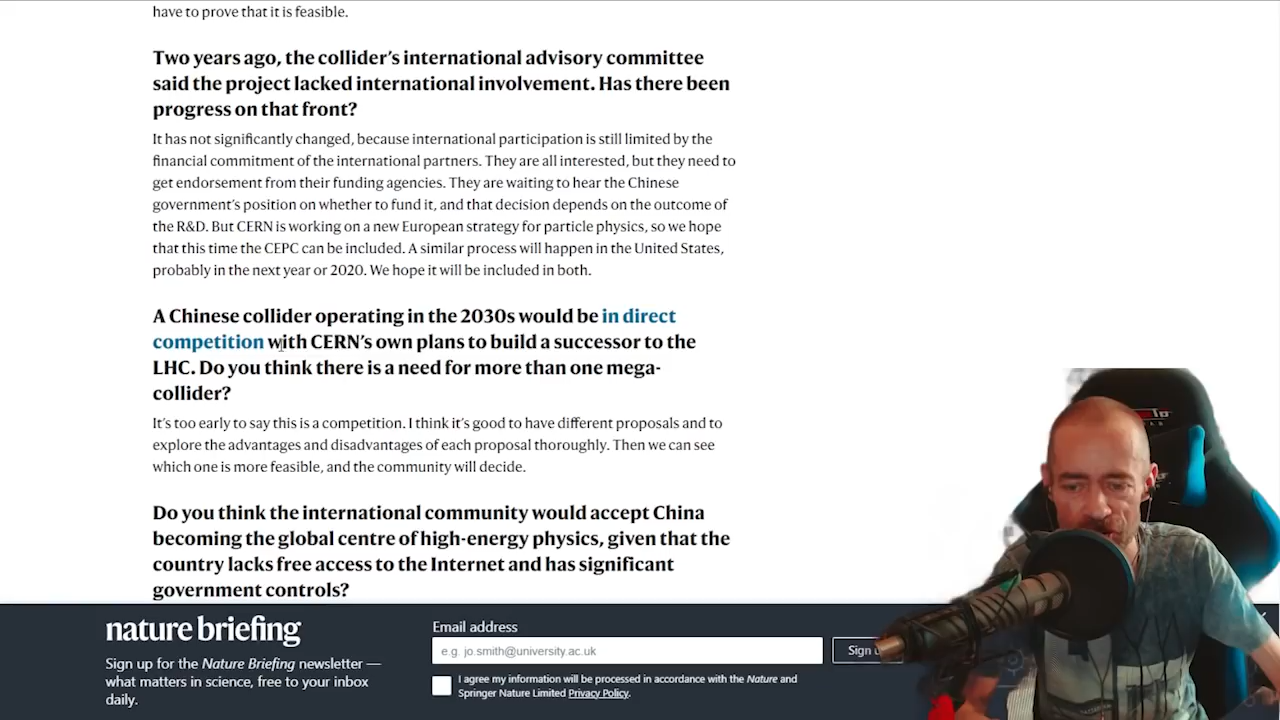 have to prove that it is feasible.
Two years ago, the collider's international advisory committee
said the project lacked international involvement. Has there been
progress on that front?
It has not significantly changed, because international participation is still limited by the
financial commitment of the international partners. They are all interested, but they need to
get endorsement from their funding agencies. They are waiting to hear the Chinese
government's position on whether to fund it, and that decision depends on the outcome of
the R&D. But CERN is working on a new European strategy for particle physics, so we hope
that this time the CEPC can be included. A similar process will happen in the United States,
probably in the next year or 2020. We hope it will be included in both.
A Chinese collider operating in the 2030s would be in direct
competition with CERN's own plans to build a successor to the
LHC. Do you think there is a need for more than one mega-
collider?
It's too early to say this is a competition. I think it's good to have different proposals and to
explore the advantages and disadvantages of each proposal thoroughly. Then we can see
which one is more feasible, and the community will decide.
Do you think the international community would accept China
becoming the global centre of high-energy physics, given that the
country lacks free access to the Internet and has significant
government controls?
nature briefing
Sign up for the Nature Briefing newsletter —
what matters in science, free to your inbox
daily.
Email address
e.g. jo.smith@university.ac.uk
Sign
I agree my information will be processed in accordance with the Nature and
Springer Nature Limited Privacy Policy.